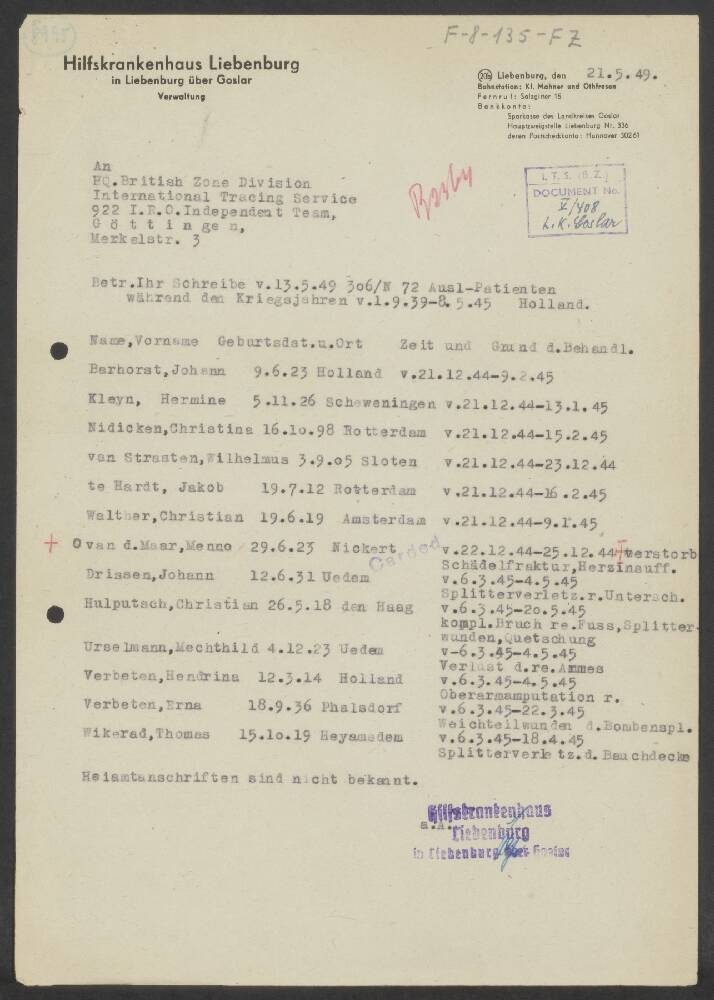 F-8-135-FZ
Hilfskrankenhaus Liebenburg
in Liebenburg über Goslar
Verwaltung
Liebenburg, den 21.5.49.
Bahnstation: Kl. Mahner und Othfresen
Fernruf: Salzgitter 15
Bankkonto:
Sparkasse des Landkreises Goslar
Hauptzweigstelle Liebenburg Nr. 336
deren Postscheckkonto: Hannover 50261
An
HQ.British Zone Division
International Tracing Service
922 I.R.O.Independent Team,
G ö t t i n g e n,
Merkelstr. 3
I. T. S. (B. Z.)
DOCUMENT No.
V/408
L.K. Goslar
Betr.Ihr Schreibe v.13.5.49 306/N 72 Ausl-Patienten
während den Kriegsjahren v.1.9.39-8.5.45 Holland.
Name,Vorname Geburtsdat.u.Ort Zeit und Grund d.Behandl.
Barhorst,Johann 9.6.23 Holland v.21.12.44-9.2.45
Kleyn, Hermine 5.11.26 Scheweningen v.21.12.44-13.1.45
Nidicken,Christina 16.10.98 Rotterdam v.21.12.44-15.2.45
van Straaten,Wilhelmus 3.9.05 Sloten v.21.12.44-23.12.44
te Hardt, Jakob 19.7.12 Rotterdam v.21.12.44-16.2.45
Walther,Christian 19.6.19 Amsterdam v.21.12.44-9.1.45
+ O van d.Maar,Menno 29.6.23 Nickert Carded v.22.12.44-25.12.44 verstorb
Schädelfraktur,Herzinsuff.
Drissen,Johann 12.6.31 Uedem v.6.3.45-4.5.45
Splitterverletz.r.Untersch.
Hulputsch,Christian 26.5.18 den Haag v.6.3.45-20.5.45
kompl.Bruch re.Fuss,Splitter-
wunden,Quetschung
Urselmann,Mechthild 4.12.23 Uedem v-6.3.45-4.5.45
Verlust d.re.Armes
Verbeten,Hendrina 12.3.14 Holland v.6.3.45-4.5.45
Oberarmamputation r.
Verbeten,Erna 18.9.36 Phalsdorf v.6.3.45-22.3.45
Weichteilwunden d.Bombenspl.
Wikerad,Thomas 15.10.19 Heyamsdem v.6.3.45-18.4.45
Splitterverletz.d.Bauchdecke
Heiamtanschriften sind nicht bekannt.
Hilfskrankenhaus
a.A.
Liebenburg
in Liebenburg über Goslar